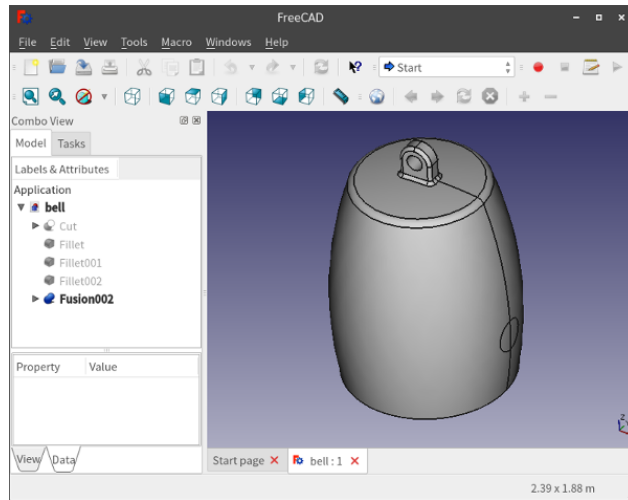 FreeCAD
File Edit View Tools Macro Windows Help
Start
Combo View
Model Tasks
Labels & Attributes
Application
bell
Cut
Fillet
Fillet001
Fillet002
Fusion002
Property Value
View Data
Start page bell : 1
Z
2.39 x 1.88 m